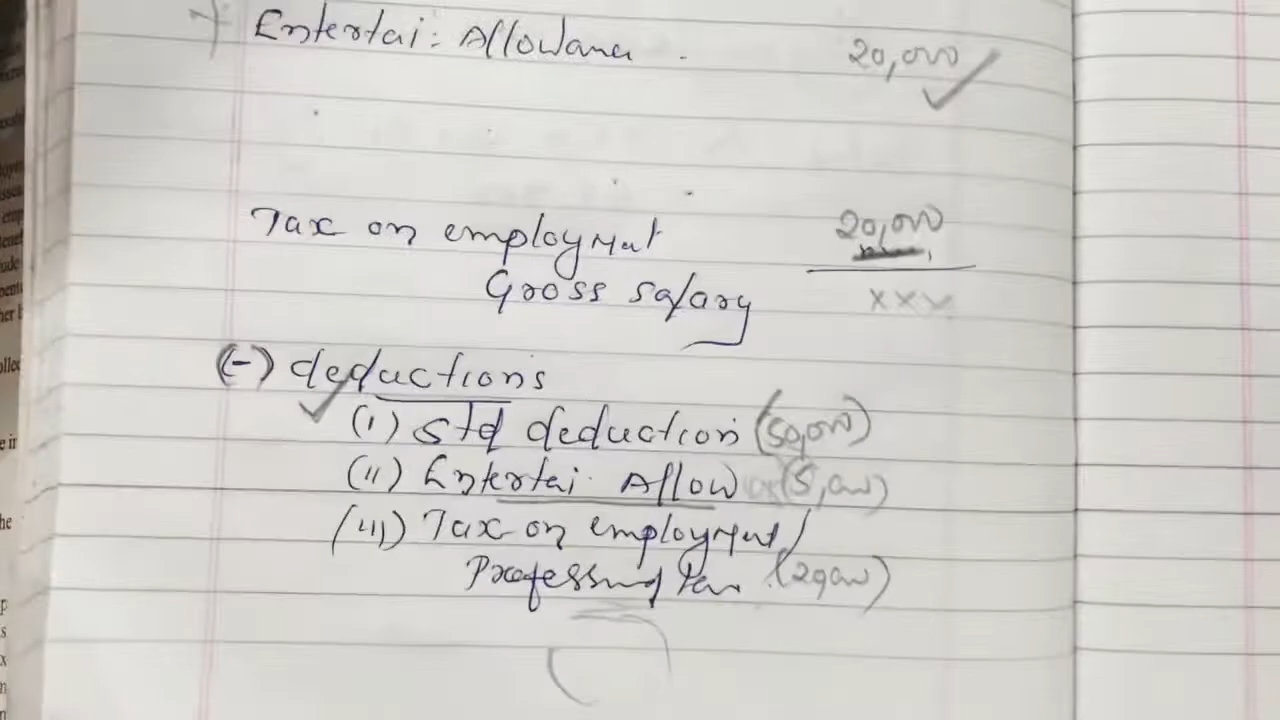 + Entertai: Allowance 20,000 ✓
Tax on employment 20,000
Gross salary xxx
(-) deductions
(i) Std deduction (50,000)
(ii) Entertai. Allow (5,000)
(iii) Tax on employment/
Professional Tax (20,000)